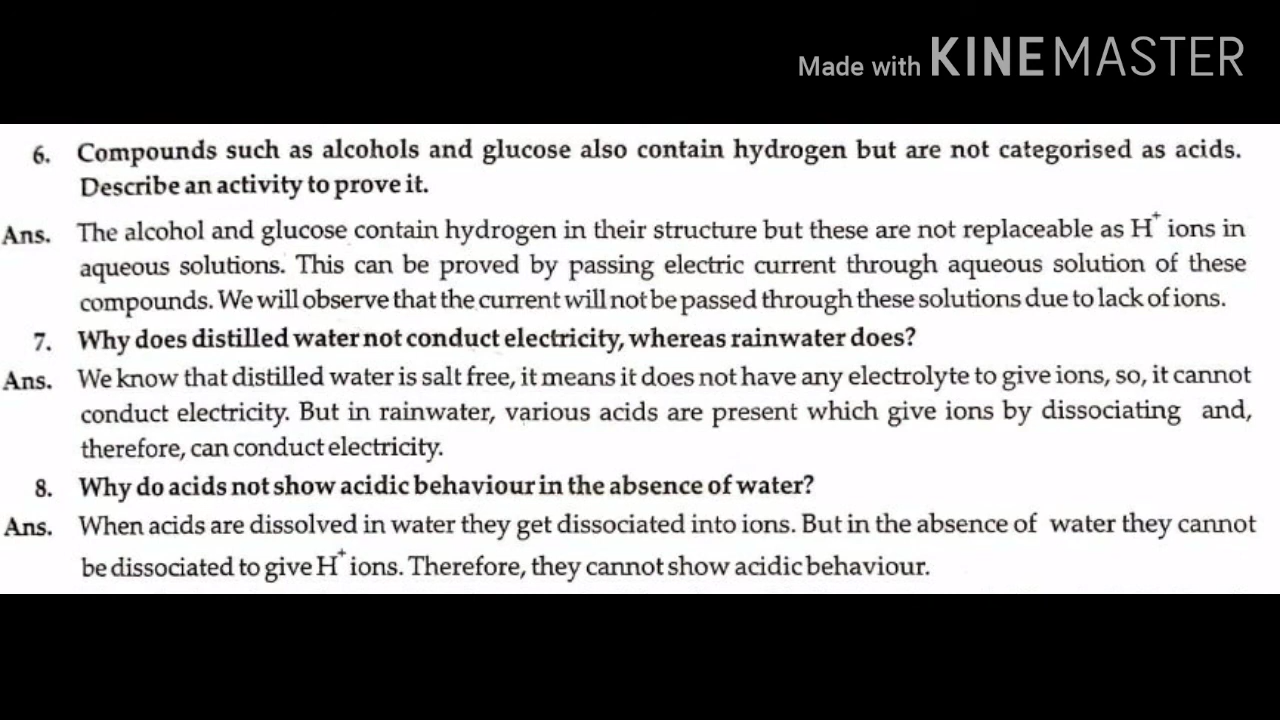 Made with KINEMASTER
6. Compounds such as alcohols and glucose also contain hydrogen but are not categorised as acids.
Describe an activity to prove it.
Ans. The alcohol and glucose contain hydrogen in their structure but these are not replaceable as H⁺ ions in
aqueous solutions. This can be proved by passing electric current through aqueous solution of these
compounds. We will observe that the current will not be passed through these solutions due to lack of ions.
7. Why does distilled water not conduct electricity, whereas rainwater does?
Ans. We know that distilled water is salt free, it means it does not have any electrolyte to give ions, so, it cannot
conduct electricity. But in rainwater, various acids are present which give ions by dissociating and,
therefore, can conduct electricity.
8. Why do acids not show acidic behaviour in the absence of water?
Ans. When acids are dissolved in water they get dissociated into ions. But in the absence of water they cannot
be dissociated to give H⁺ ions. Therefore, they cannot show acidic behaviour.